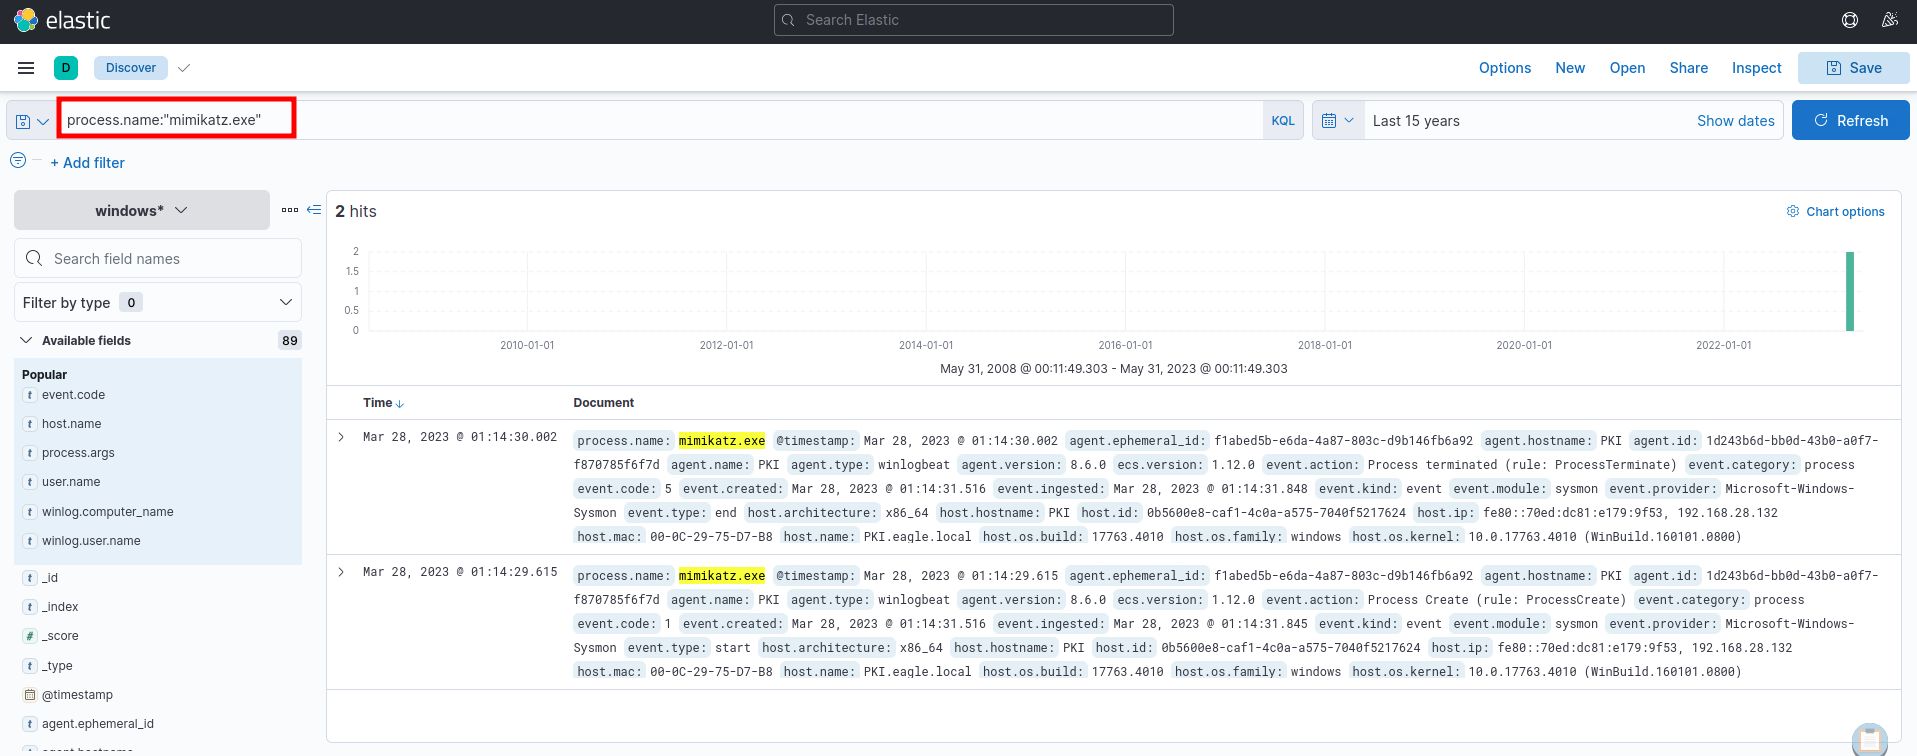 elastic
Search Elastic
D
Discover
Options New Open Share Inspect Save
process.name:"mimikatz.exe"
KQL
Last 15 years
Show dates
Refresh
+ Add filter
windows*
Search field names
Filter by type 0
Available fields 89
Popular
t event.code
t host.name
t process.args
t user.name
t winlog.computer_name
t winlog.user.name
t _id
t _index
# _score
t _type
@timestamp
t agent.ephemeral_id
2 hits
Chart options
2
1.5
1
0.5
0
2010-01-01 2012-01-01 2014-01-01 2016-01-01 2018-01-01 2020-01-01 2022-01-01
May 31, 2008 @ 00:11:49.303 - May 31, 2023 @ 00:11:49.303
Time Document
Mar 28, 2023 @ 01:14:30.002
process.name: mimikatz.exe @timestamp: Mar 28, 2023 @ 01:14:30.002 agent.ephemeral_id: f1abed5b-e6da-4a87-803c-d9b146fb6a92 agent.hostname: PKI agent.id: 1d243b6d-bb0d-43b0-a0f7-
f870785f6f7d agent.name: PKI agent.type: winlogbeat agent.version: 8.6.0 ecs.version: 1.12.0 event.action: Process terminated (rule: ProcessTerminate) event.category: process
event.code: 5 event.created: Mar 28, 2023 @ 01:14:31.516 event.ingested: Mar 28, 2023 @ 01:14:31.848 event.kind: event event.module: sysmon event.provider: Microsoft-Windows-
Sysmon event.type: end host.architecture: x86_64 host.hostname: PKI host.id: 0b5600e8-caf1-4c0a-a575-7040f5217624 host.ip: fe80::70ed:dc81:e179:9f53, 192.168.28.132
host.mac: 00-0C-29-75-D7-B8 host.name: PKI.eagle.local host.os.build: 17763.4010 host.os.family: windows host.os.kernel: 10.0.17763.4010 (WinBuild.160101.0800)
Mar 28, 2023 @ 01:14:29.615
process.name: mimikatz.exe @timestamp: Mar 28, 2023 @ 01:14:29.615 agent.ephemeral_id: f1abed5b-e6da-4a87-803c-d9b146fb6a92 agent.hostname: PKI agent.id: 1d243b6d-bb0d-43b0-a0f7-
f870785f6f7d agent.name: PKI agent.type: winlogbeat agent.version: 8.6.0 ecs.version: 1.12.0 event.action: Process Create (rule: ProcessCreate) event.category: process
event.code: 1 event.created: Mar 28, 2023 @ 01:14:31.516 event.ingested: Mar 28, 2023 @ 01:14:31.845 event.kind: event event.module: sysmon event.provider: Microsoft-Windows-
Sysmon event.type: start host.architecture: x86_64 host.hostname: PKI host.id: 0b5600e8-caf1-4c0a-a575-7040f5217624 host.ip: fe80::70ed:dc81:e179:9f53, 192.168.28.132
host.mac: 00-0C-29-75-D7-B8 host.name: PKI.eagle.local host.os.build: 17763.4010 host.os.family: windows host.os.kernel: 10.0.17763.4010 (WinBuild.160101.0800)